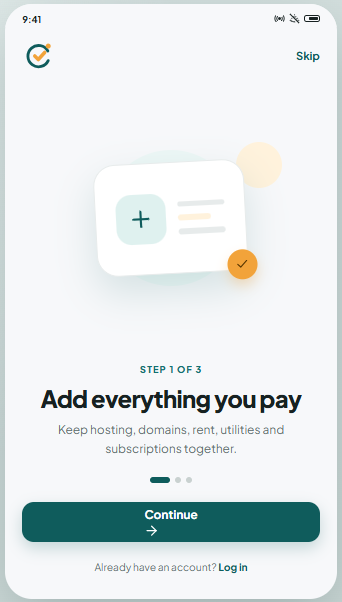 9:41
Skip
STEP 1 OF 3
Add everything you pay
Keep hosting, domains, rent, utilities and
subscriptions together.
Continue
Already have an account? Log in